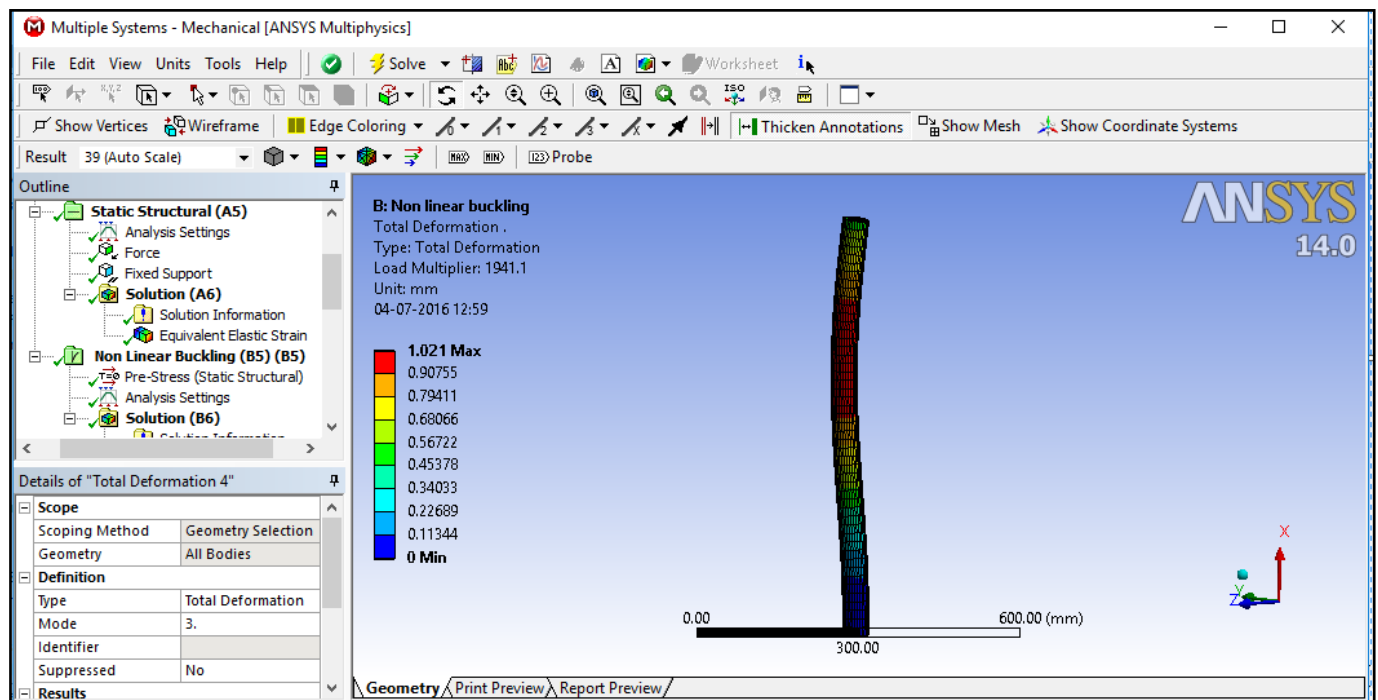 Multiple Systems - Mechanical [ANSYS Multiphysics]
File Edit View Units Tools Help Solve Worksheet
Show Vertices Wireframe Edge Coloring Thicken Annotations Show Mesh Show Coordinate Systems
Result 39 (Auto Scale) MAX MIN 123 Probe
Outline
Static Structural (A5)
Analysis Settings
Force
Fixed Support
Solution (A6)
Solution Information
Equivalent Elastic Strain
Non Linear Buckling (B5) (B5)
Pre-Stress (Static Structural)
Analysis Settings
Solution (B6)
Solution Information
Details of "Total Deformation 4"
Scope
Scoping Method Geometry Selection
Geometry All Bodies
Definition
Type Total Deformation
Mode 3.
Identifier
Suppressed No
Results
B: Non linear buckling
Total Deformation .
Type: Total Deformation
Load Multiplier: 1941.1
Unit: mm
04-07-2016 12:59
1.021 Max
0.90755
0.79411
0.68066
0.56722
0.45378
0.34033
0.22689
0.11344
0 Min
ANSYS
14.0
0.00 600.00 (mm)
300.00
X
Y
Z
Geometry Print Preview Report Preview